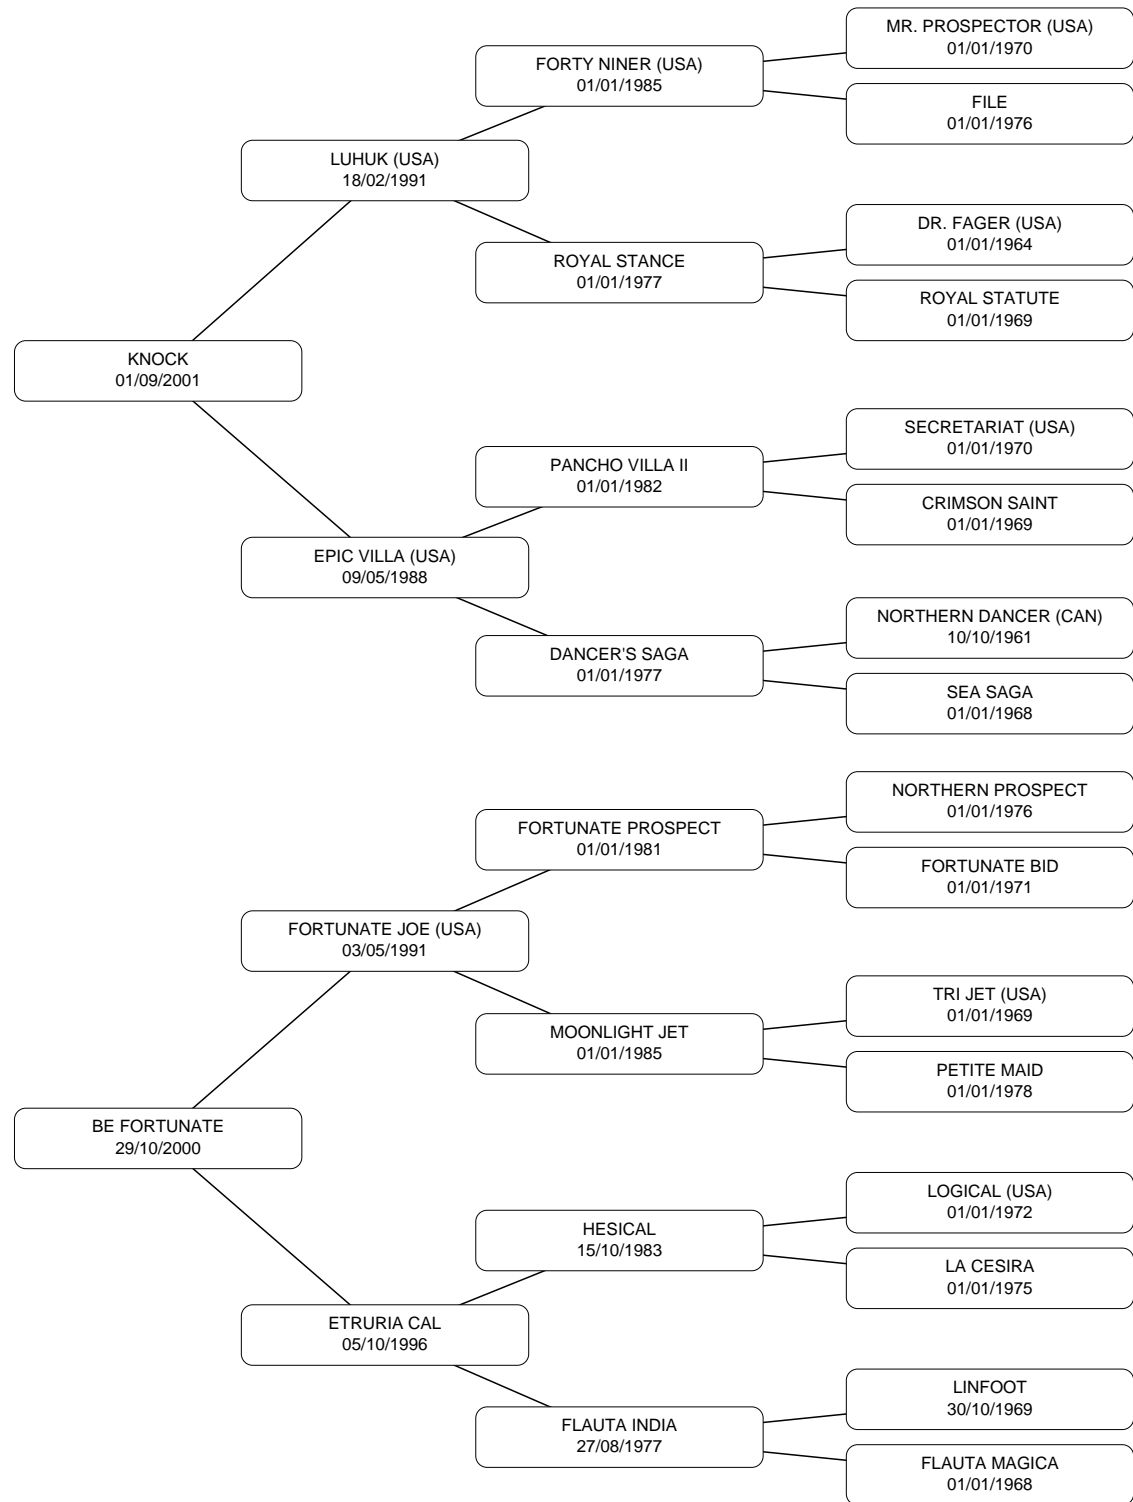 MR. PROSPECTOR (USA)
01/01/1970
FORTY NINER (USA)
01/01/1985
FILE
01/01/1976
LUHUK (USA)
18/02/1991
DR. FAGER (USA)
01/01/1964
ROYAL STANCE
01/01/1977
ROYAL STATUTE
01/01/1969
KNOCK
01/09/2001
SECRETARIAT (USA)
01/01/1970
PANCHO VILLA II
01/01/1982
CRIMSON SAINT
01/01/1969
EPIC VILLA (USA)
09/05/1988
NORTHERN DANCER (CAN)
10/10/1961
DANCER'S SAGA
01/01/1977
SEA SAGA
01/01/1968
NORTHERN PROSPECT
01/01/1976
FORTUNATE PROSPECT
01/01/1981
FORTUNATE BID
01/01/1971
FORTUNATE JOE (USA)
03/05/1991
TRI JET (USA)
01/01/1969
MOONLIGHT JET
01/01/1985
PETITE MAID
01/01/1978
BE FORTUNATE
29/10/2000
LOGICAL (USA)
01/01/1972
HESICAL
15/10/1983
LA CESIRA
01/01/1975
ETRURIA CAL
05/10/1996
LINFOOT
30/10/1969
FLAUTA INDIA
27/08/1977
FLAUTA MAGICA
01/01/1968